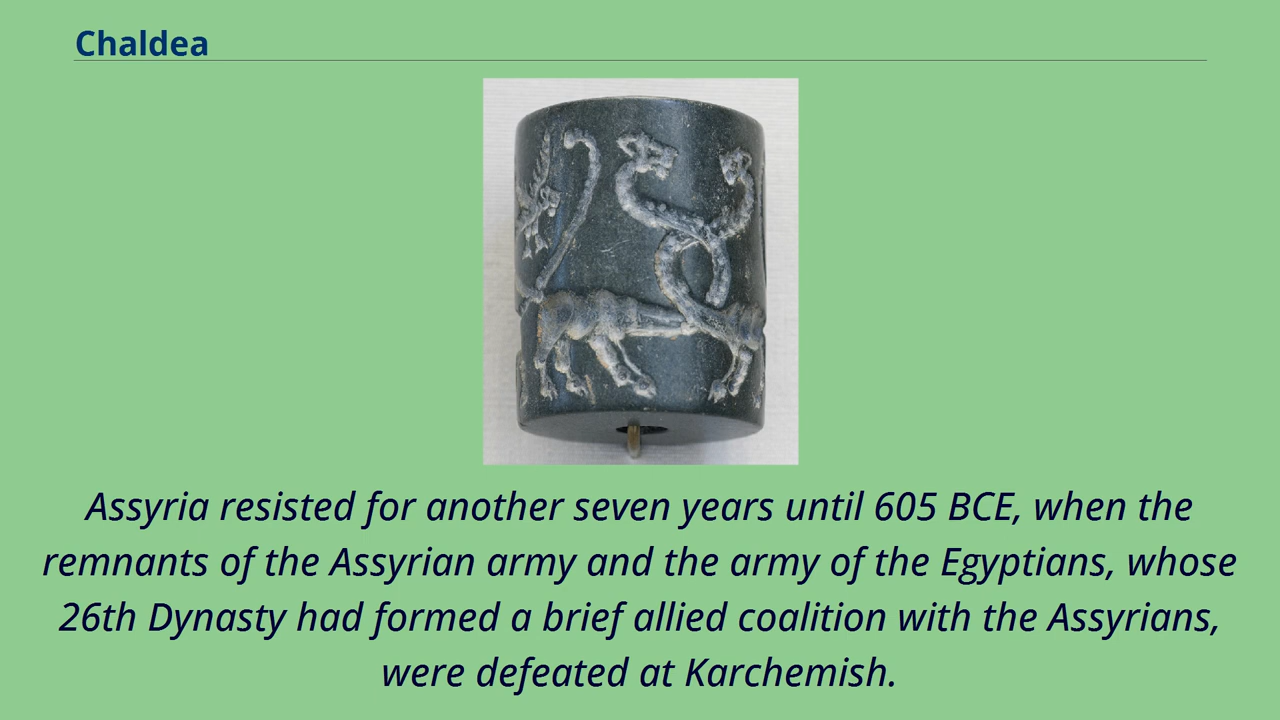 Chaldea
Assyria resisted for another seven years until 605 BCE, when the
remnants of the Assyrian army and the army of the Egyptians, whose
26th Dynasty had formed a brief allied coalition with the Assyrians,
were defeated at Karchemish.